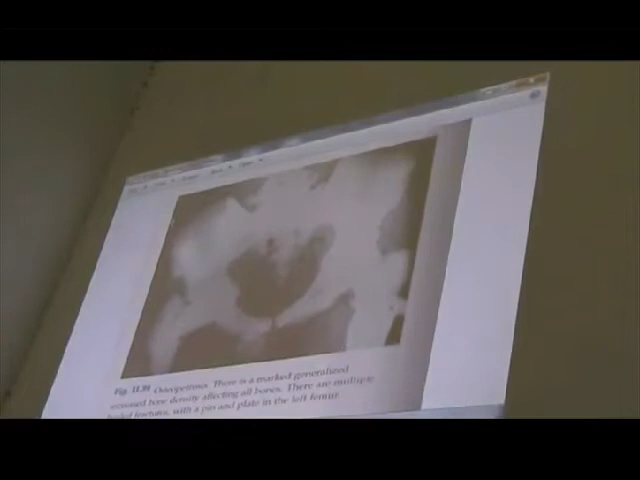 Fig. 11.39 Osteopetrosis. There is a marked generalized
increased bone density affecting all bones. There are multiple
healed fractures, with a pin and plate in the left femur.